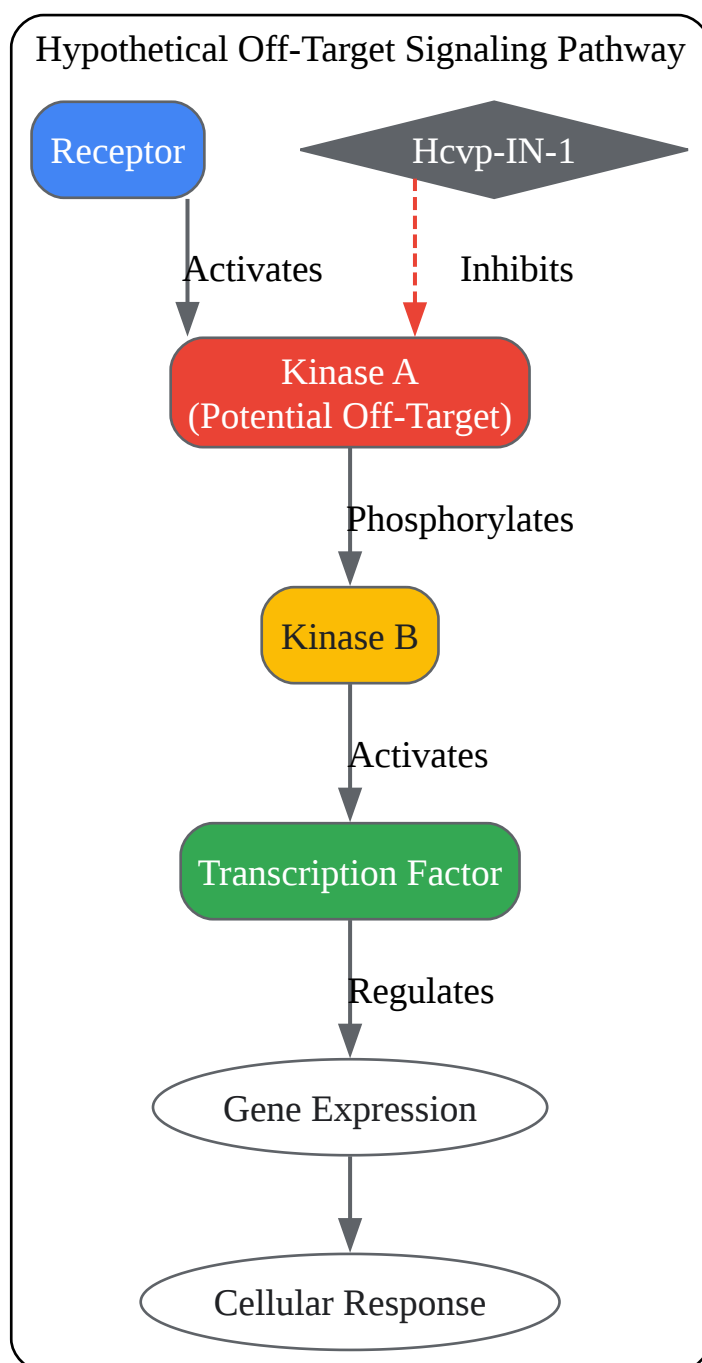 Hypothetical Off-Target Signaling Pathway
Receptor
Hcvp-IN-1
Activates
Inhibits
Kinase A
(Potential Off-Target)
Phosphorylates
Kinase B
Activates
Transcription Factor
Regulates
Gene Expression
Cellular Response